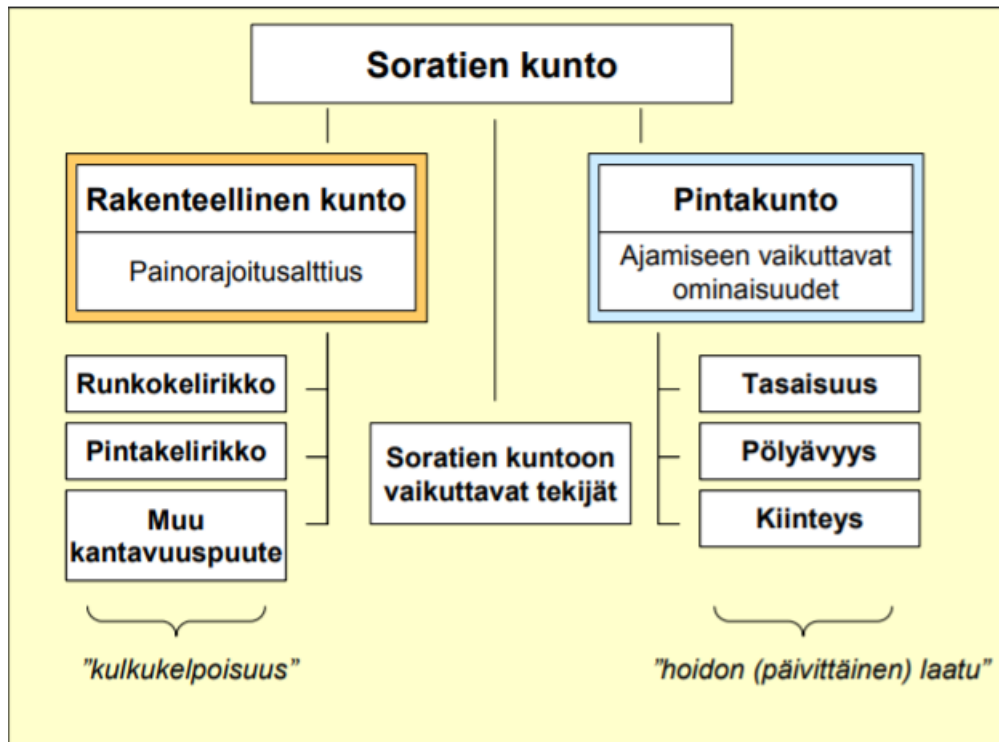 Soratien kunto
Rakenteellinen kunto
Painorajoitusalttius
Runkokelirikko
Pintakelirikko
Muu
kantavuuspuute
"kulkukelpoisuus"
Soratien kuntoon
vaikuttavat tekijät
Pintakunto
Ajamiseen vaikuttavat
ominaisuudet
Tasaisuus
Pölyävyys
Kiinteys
"hoidon (päivittäinen) laatu"